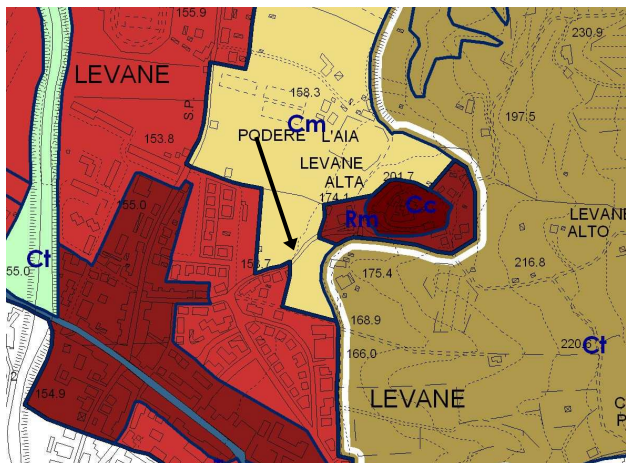 155.9
230.9
LEVANE
158.3
197.5
S.P.
Cm
153.8
PODERE L'AIA
LEVANE
ALTA
201.7
174.1
155.0
Rm
Cc
LEVANE
ALTO
Ct
55.0
216.8
175.4
168.9
220.6
Ct
166.0
154.9
LEVANE
C
P
2